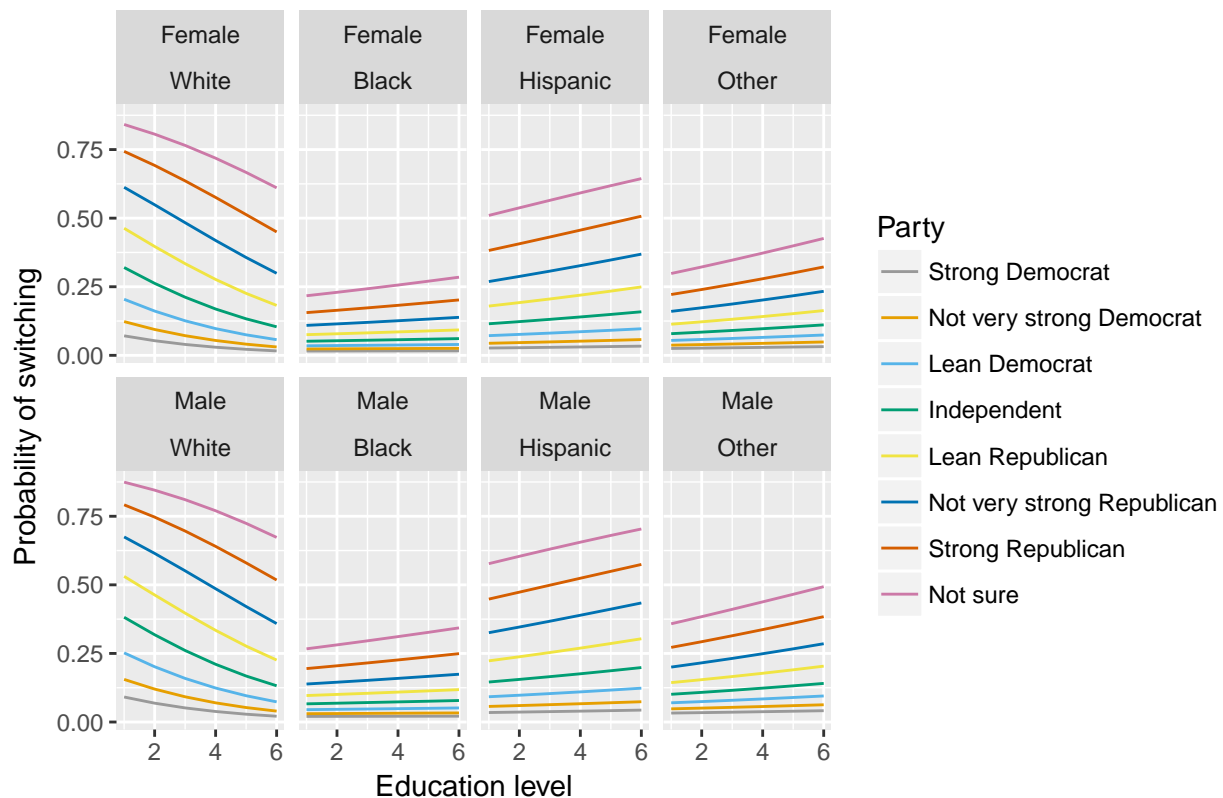 Female Female Female Female
White Black Hispanic Other
0.75
0.50
0.25
0.00
Male Male Male Male
White Black Hispanic Other
0.75
0.50
0.25
0.00
2 4 6 2 4 6 2 4 6 2 4 6
Education level
Probability of switching
Party
Strong Democrat
Not very strong Democrat
Lean Democrat
Independent
Lean Republican
Not very strong Republican
Strong Republican
Not sure